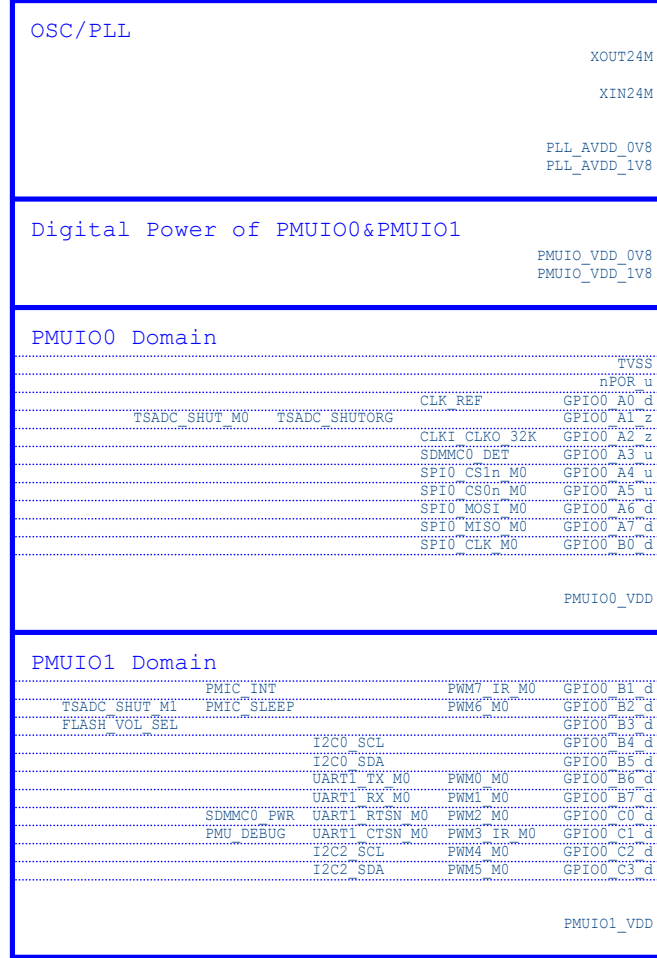 OSC/PLL
XOUT24M
XIN24M
PLL_AVDD_0V8
PLL_AVDD_1V8
Digital Power of PMUIO0&PMUIO1
PMUIO_VDD_0V8
PMUIO_VDD_1V8
PMUIO0 Domain
TVSS
nPOR_u
CLK_REF GPIO0_A0_d
TSADC_SHUT_M0 TSADC_SHUTORG GPIO0_A1_z
CLKI_CLKO_32K GPIO0_A2_z
SDMMC0_DET GPIO0_A3_u
SPI0_CS1n_M0 GPIO0_A4_u
SPI0_CS0n_M0 GPIO0_A5_u
SPI0_MOSI_M0 GPIO0_A6_d
SPI0_MISO_M0 GPIO0_A7_d
SPI0_CLK_M0 GPIO0_B0_d
PMUIO0_VDD
PMUIO1 Domain
PMIC_INT PWM7_IR_M0 GPIO0_B1_d
TSADC_SHUT_M1 PMIC_SLEEP PWM6_M0 GPIO0_B2_d
FLASH_VOL_SEL GPIO0_B3_d
I2C0_SCL GPIO0_B4_d
I2C0_SDA GPIO0_B5_d
UART1_TX_M0 PWM0_M0 GPIO0_B6_d
UART1_RX_M0 PWM1_M0 GPIO0_B7_d
SDMMC0_PWR UART1_RTSN_M0 PWM2_M0 GPIO0_C0_d
PMU_DEBUG UART1_CTSN_M0 PWM3_IR_M0 GPIO0_C1_d
I2C2_SCL PWM4_M0 GPIO0_C2_d
I2C2_SDA PWM5_M0 GPIO0_C3_d
PMUIO1_VDD